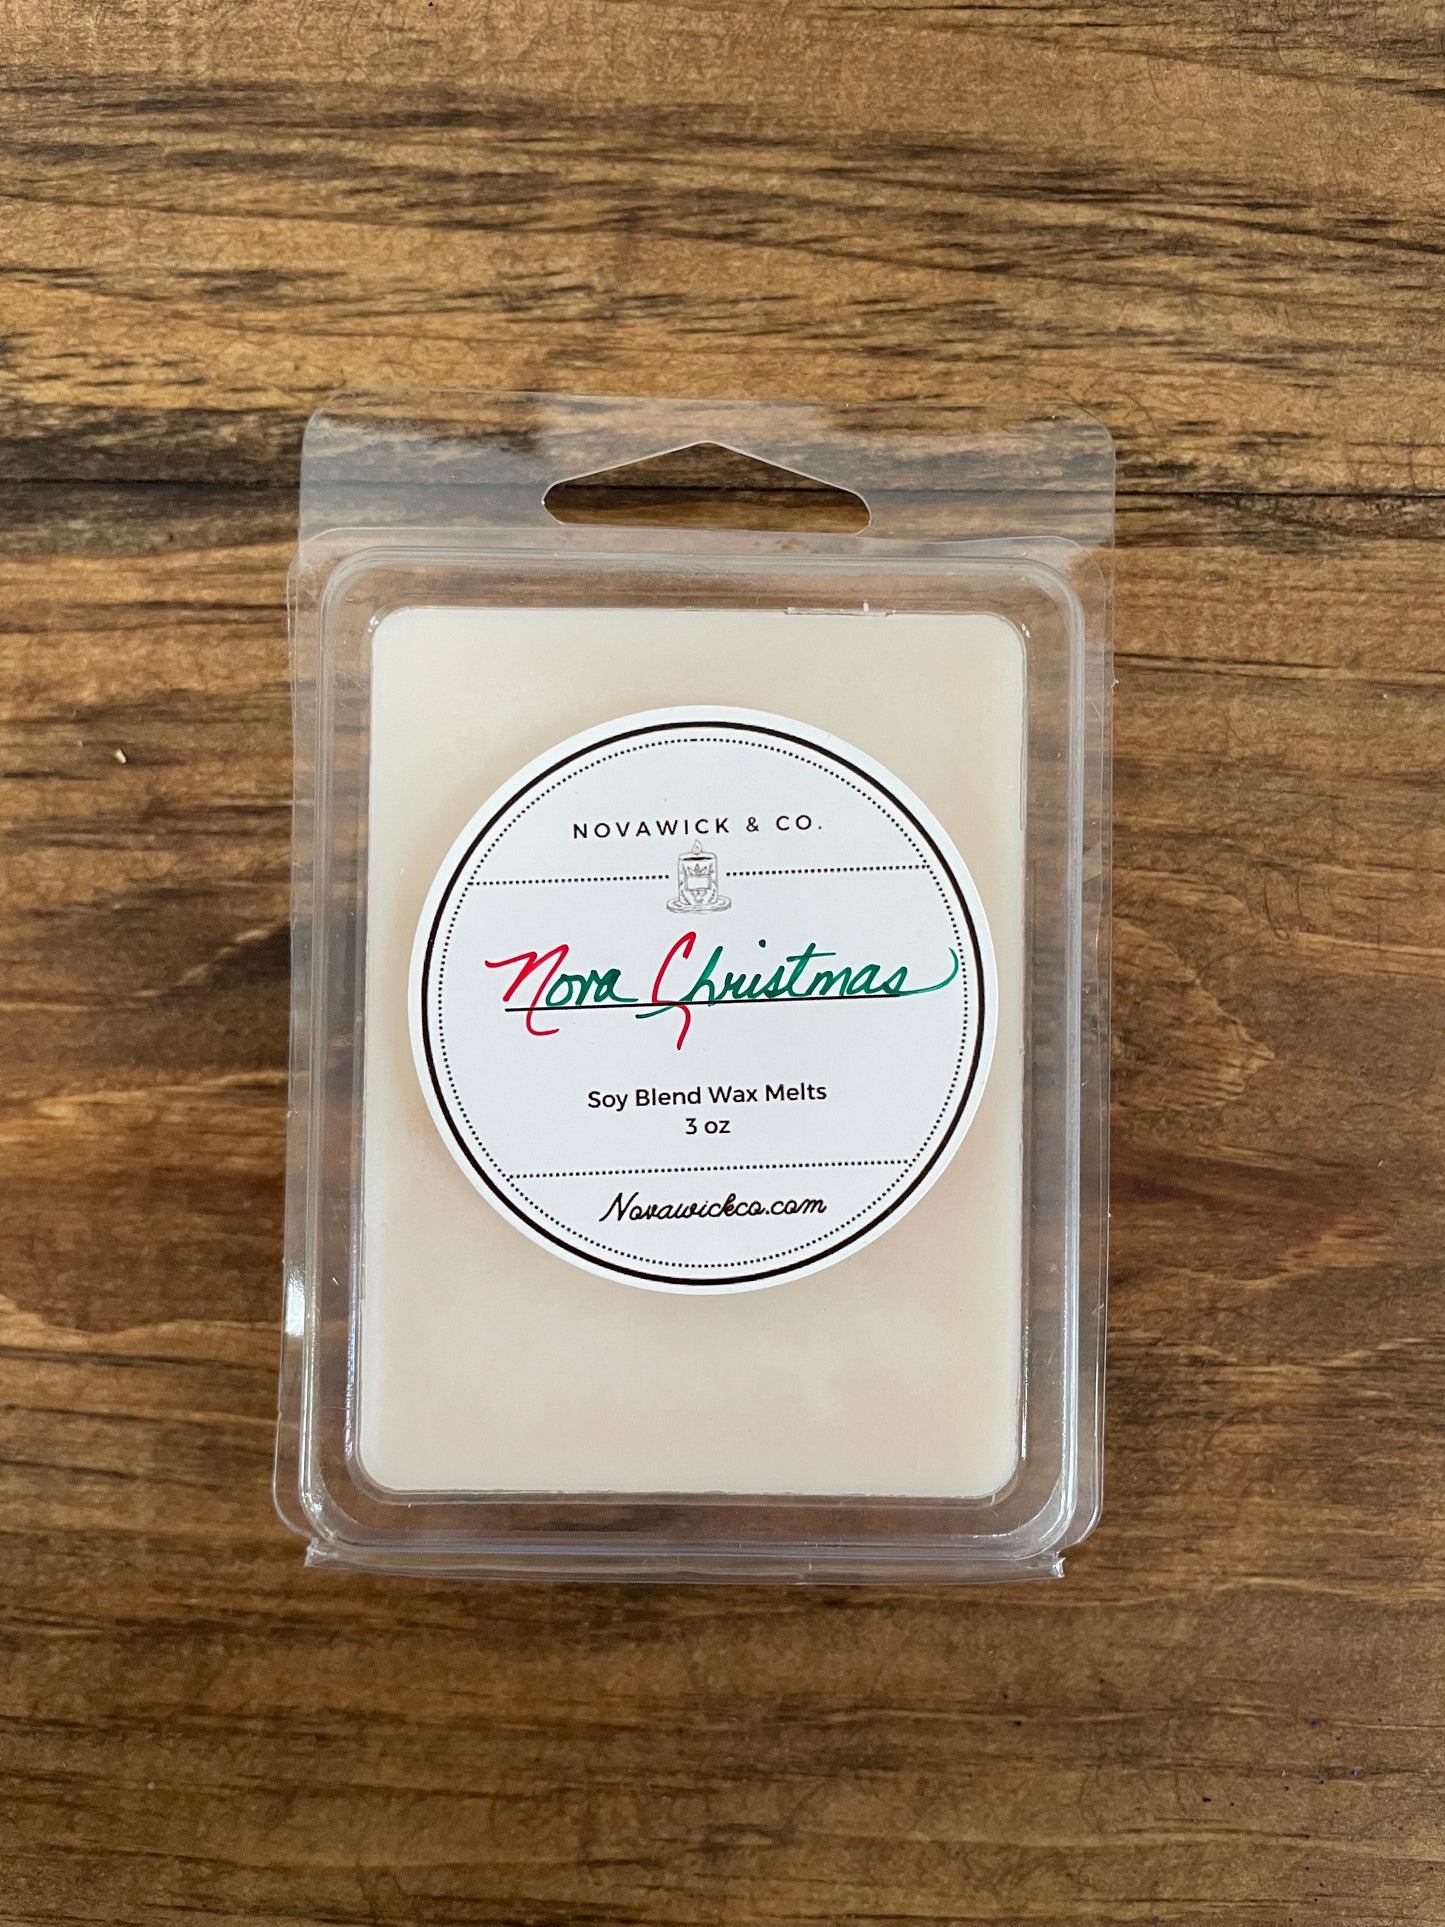 NOVAWICK & CO.
Nova Christmas
Soy Blend Wax Melts
3 oz
Novawickco.com